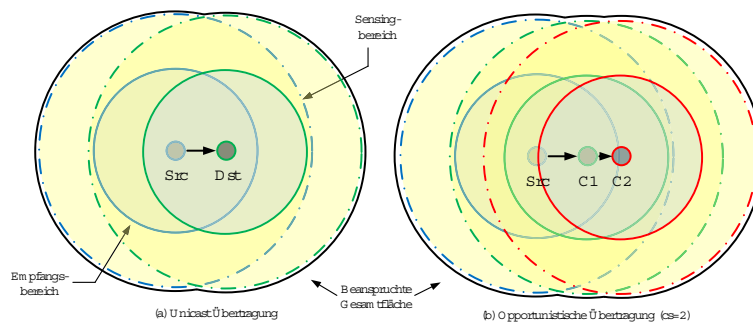 Sensing-
bereich
Src
Dst
Src
C1
C2
Empfangs-
bereich
Beanspruchte
Gesamtfläche
(a) Unicast Übertragung
(b) Opportunistische Übertragung (cs=2)